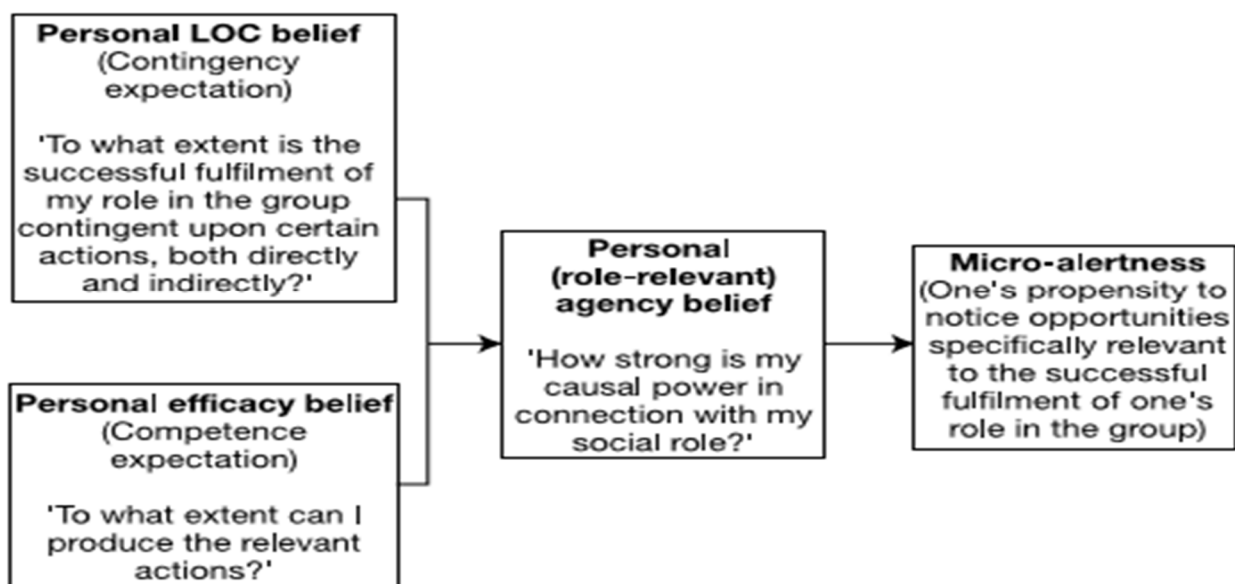 Personal LOC belief
(Contingency
expectation)
'To what extent is the
successful fulfilment of
my role in the group
contingent upon certain
actions, both directly
and indirectly?'
Personal efficacy belief
(Competence
expectation)
'To what extent can I
produce the relevant
actions?'
Personal
(role-relevant)
agency belief
'How strong is my
causal power in
connection with my
social role?'
Micro-alertness
(One's propensity to
notice opportunities
specifically relevant
to the successful
fulfilment of one's
role in the group)